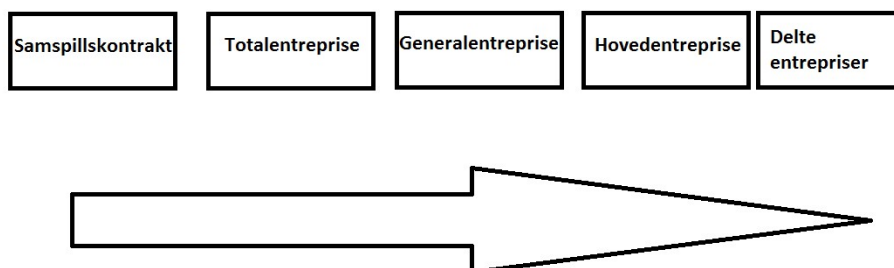 Samspillskontrakt
Totalentreprise
Generalentreprise
Hovedentreprise
Delte
entrepriser